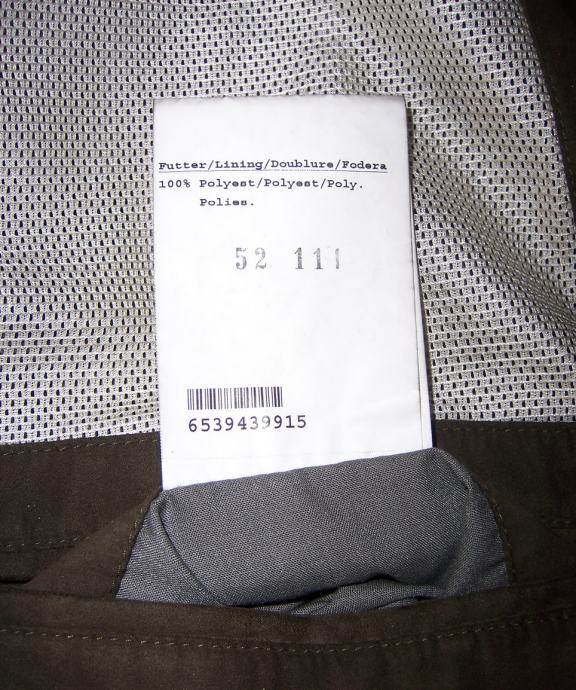 Futter/Lining/Doublure/Fodera
100% Polyest/Polyest/Poly.
Polies.
52 111
6539439915